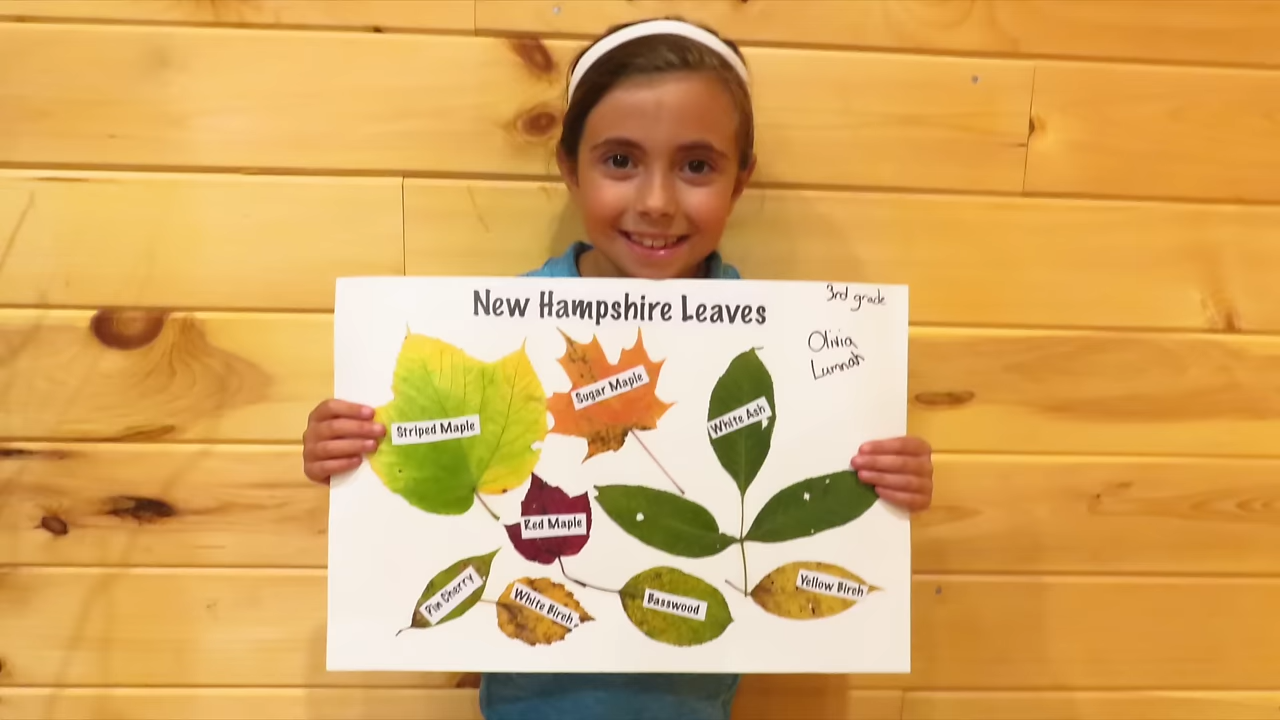 New Hampshire Leaves
3rd grade
Olivia
Lumnah
Striped Maple
Sugar Maple
White Ash
Red Maple
Pin Cherry
White Birch
Basswood
Yellow Birch